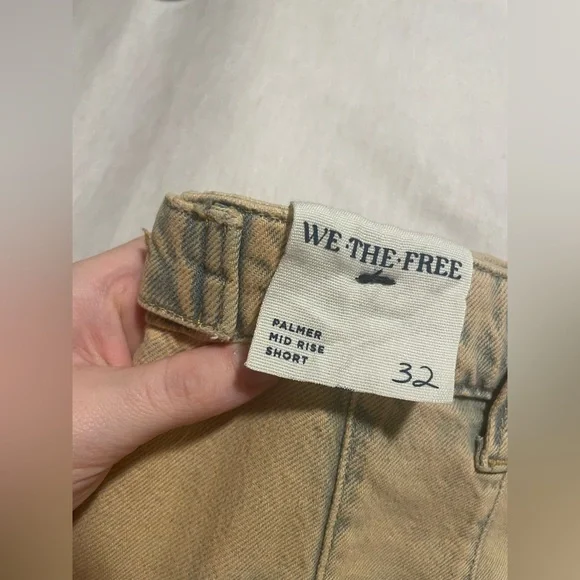 WE·THE·FREE
PALMER
MID RISE
SHORT
32